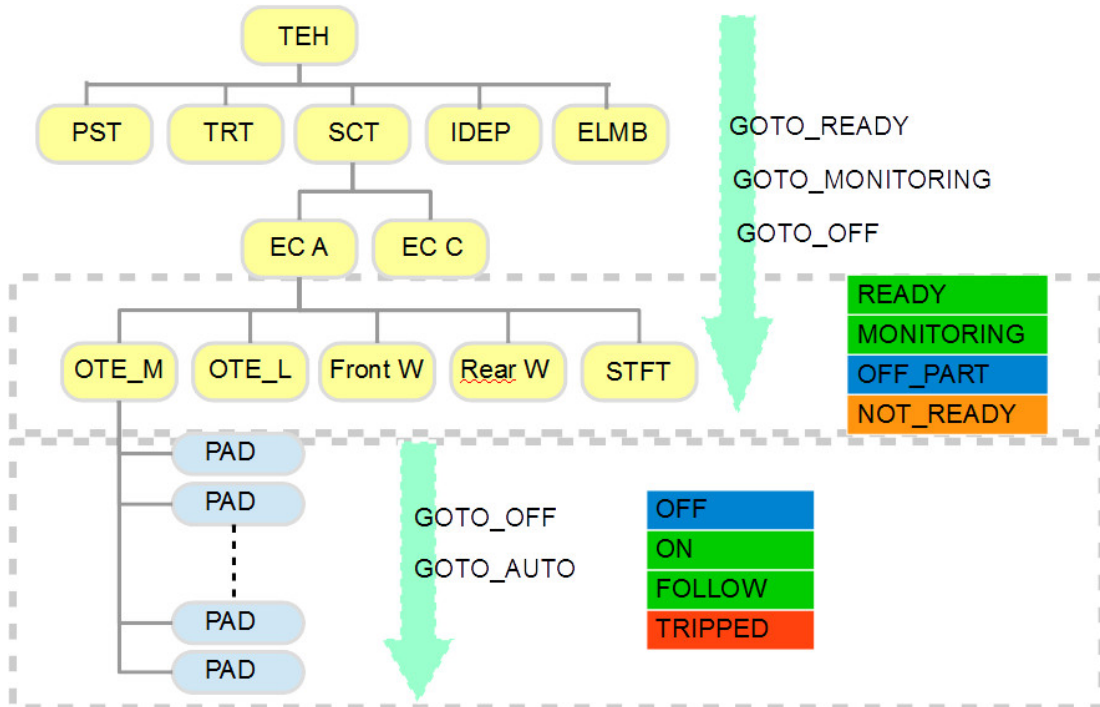 TEH
PST TRT SCT IDEP ELMB
GOTO_READY
GOTO_MONITORING
GOTO_OFF
EC A EC C
READY
MONITORING
OFF_PART
NOT_READY
OTE_M OTE_L Front W Rear W STFT
PAD
PAD
PAD
PAD
GOTO_OFF
GOTO_AUTO
OFF
ON
FOLLOW
TRIPPED